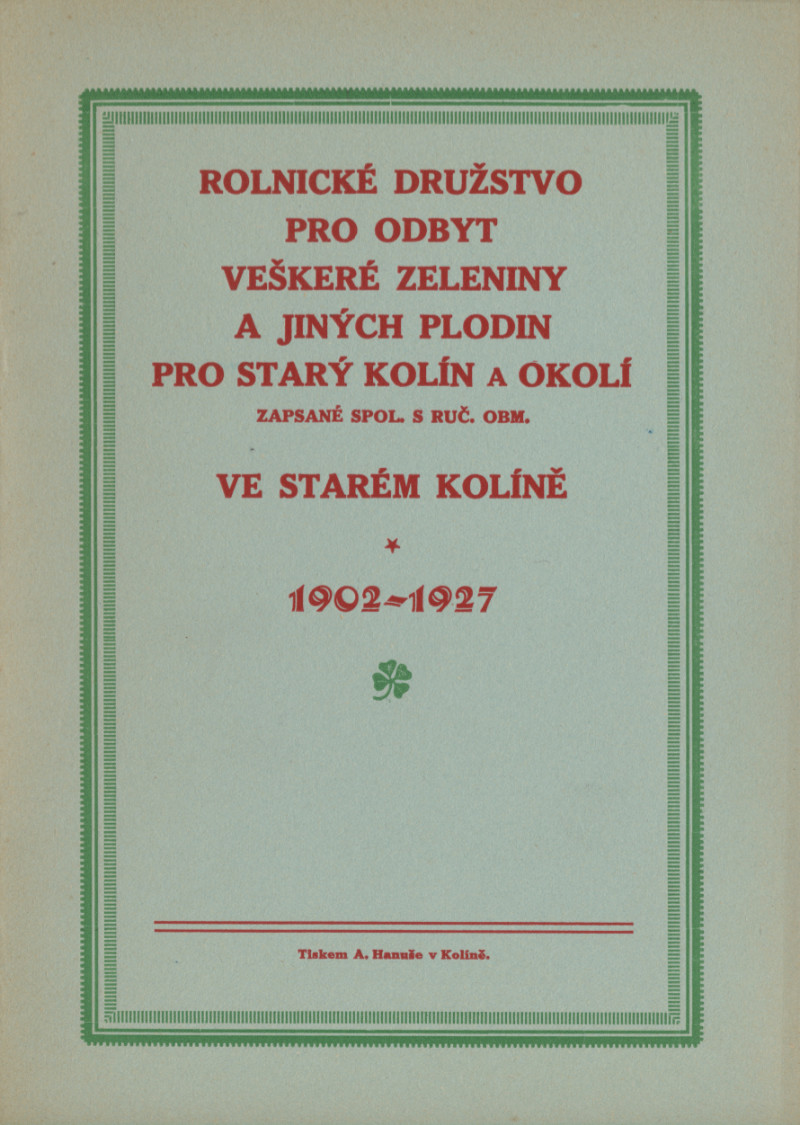 ROLNICKÉ DRUŽSTVO
PRO ODBYT
VEŠKERÉ ZELENINY
A JINÝCH PLODIN
PRO STARÝ KOLÍN A OKOLÍ
ZAPSANÉ SPOL. S RUČ. OBM.
VE STARÉM KOLÍNĚ
1902-1927
Tiskem A. Hanuše v Kolíně.